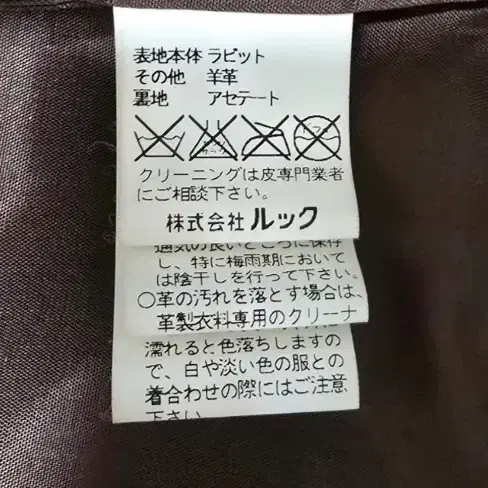 表地本体 ラビット
その他 羊革
裏地 アセテート
クリーニングは皮専門業者
にご相談下さい。
株式会社 ルック
通気の良いところに保存
し、特に梅雨期において
は陰干しを行って下さい。
○革の汚れを落とす場合は、
革製衣料専用のクリーナ
濡れると色落ちしますの
で、白や淡い色の服との
着合わせの際にはご注意
下さい